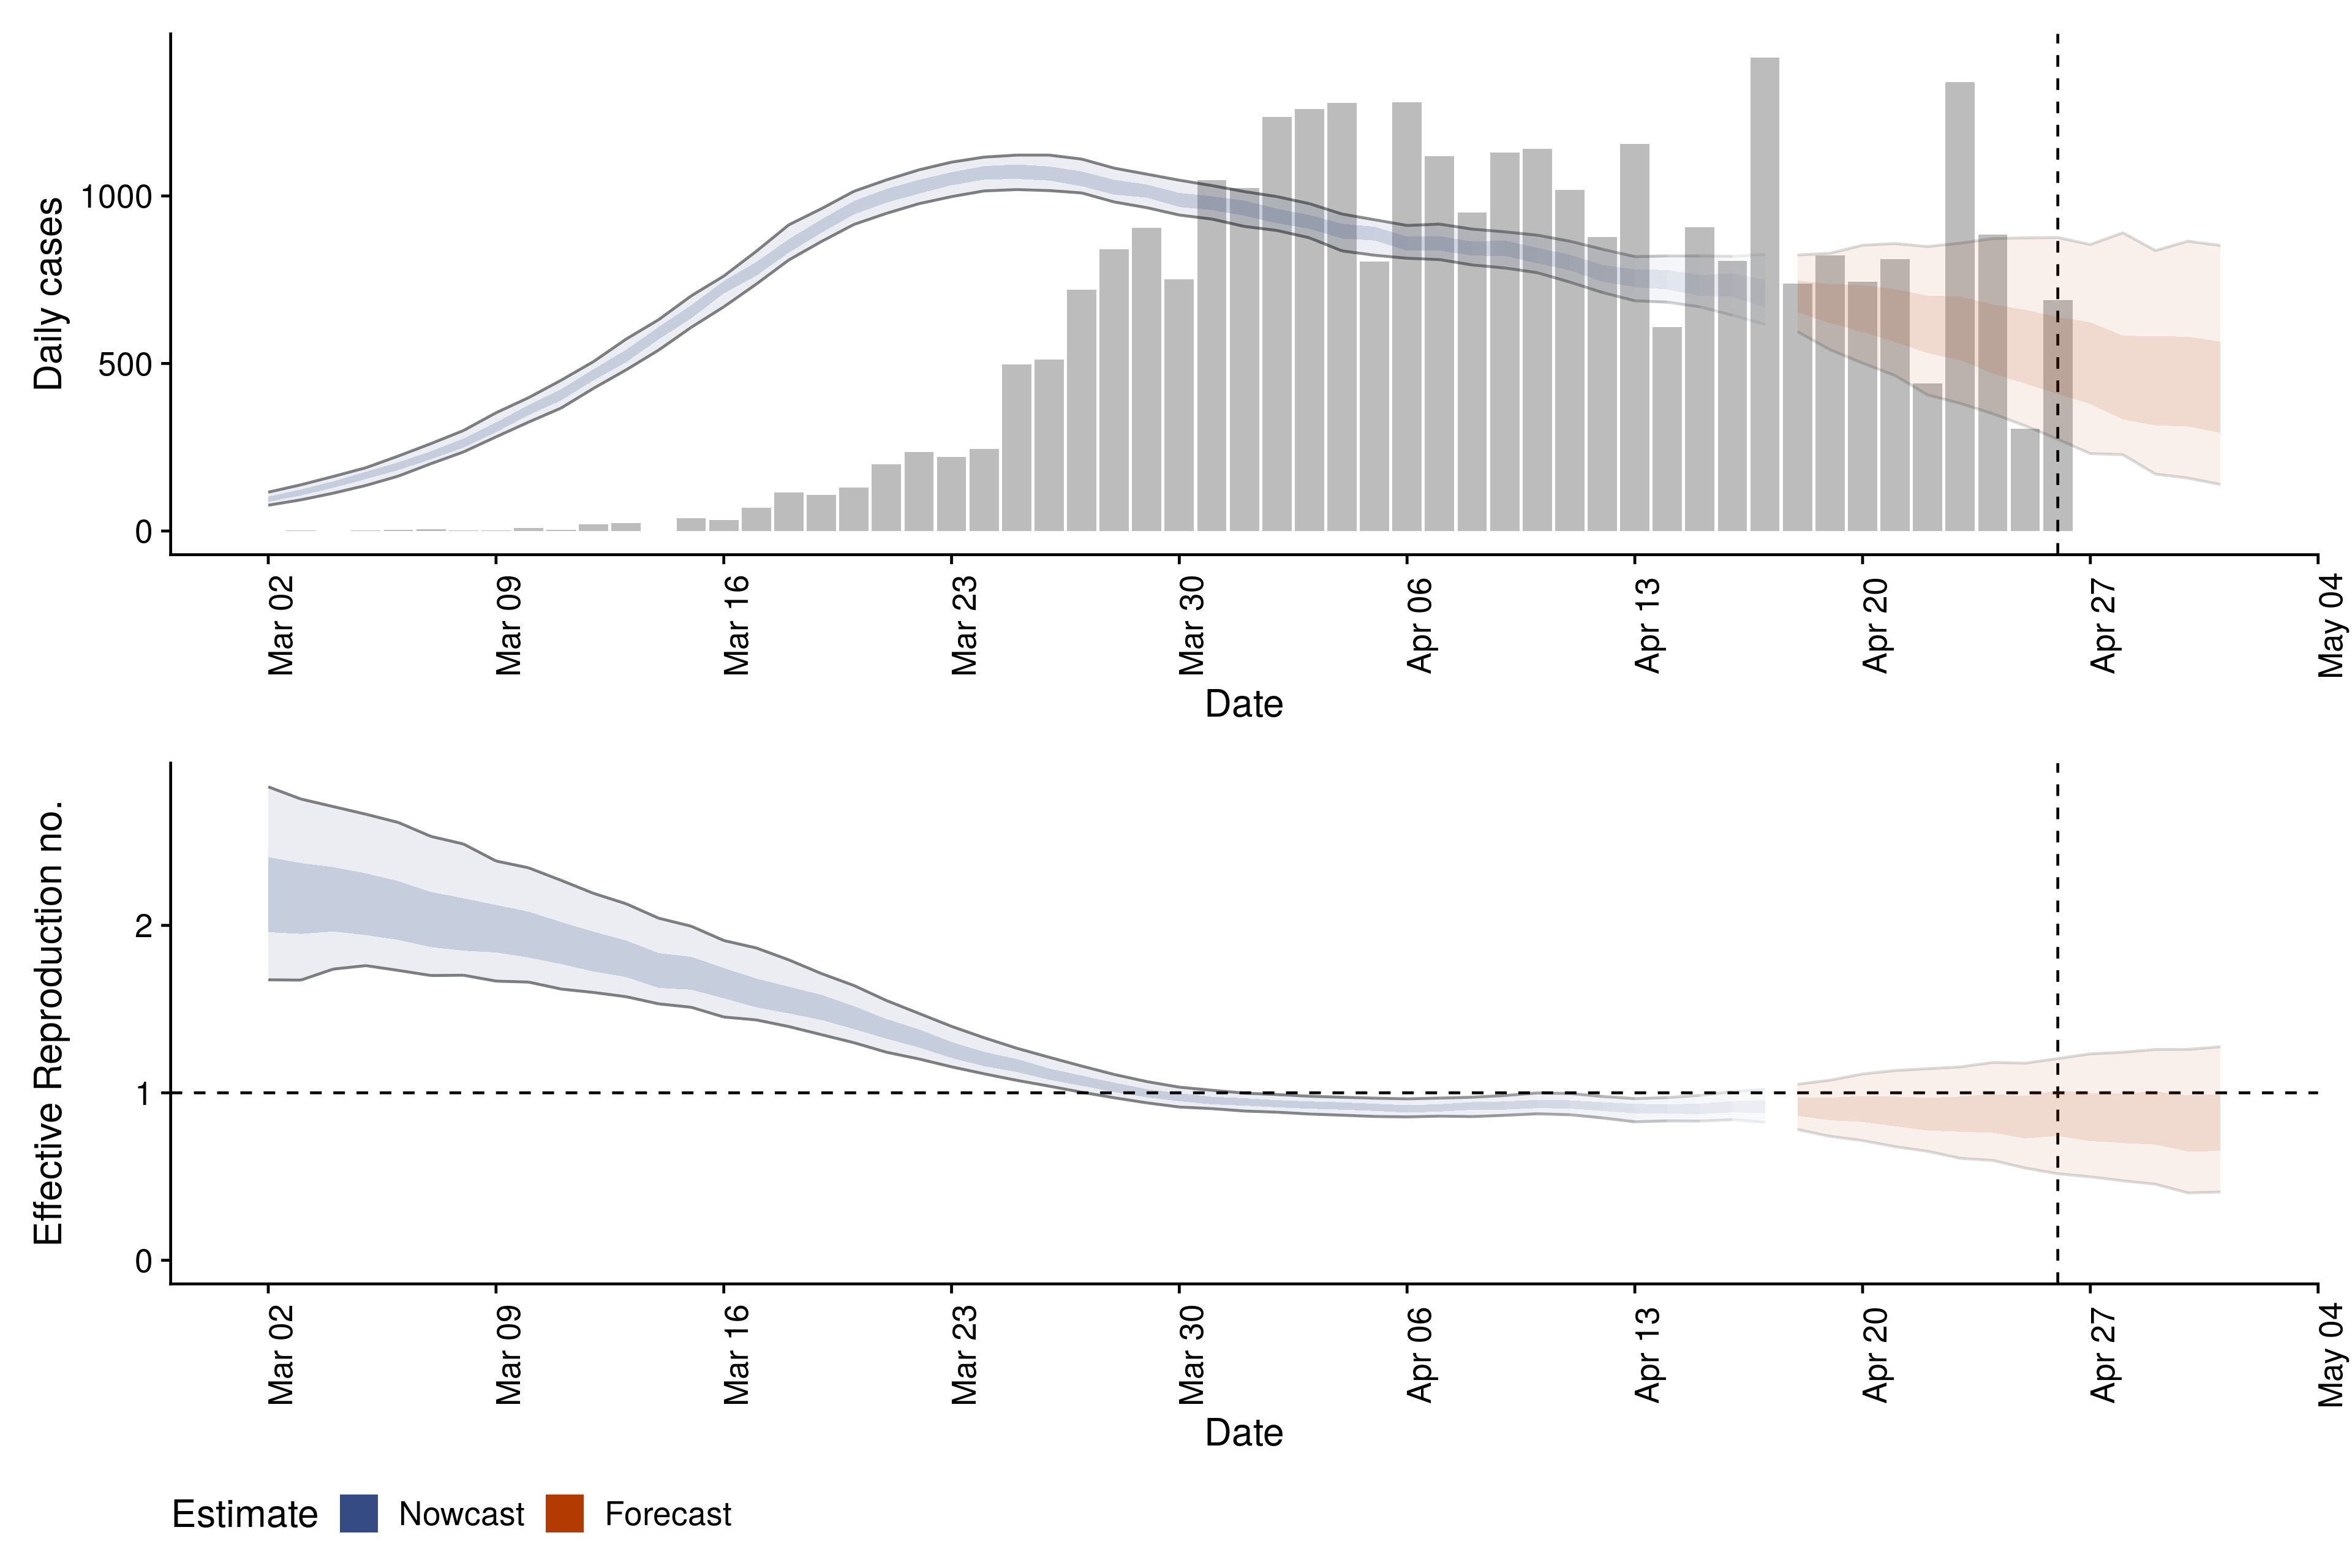 Daily cases
1000
500
0
Mar 02
Mar 09
Mar 16
Mar 23
Mar 30
Apr 06
Apr 13
Apr 20
Apr 27
May 04
Date
Effective Reproduction no.
2
1
0
Mar 02
Mar 09
Mar 16
Mar 23
Mar 30
Apr 06
Apr 13
Apr 20
Apr 27
May 04
Date
Estimate Nowcast Forecast